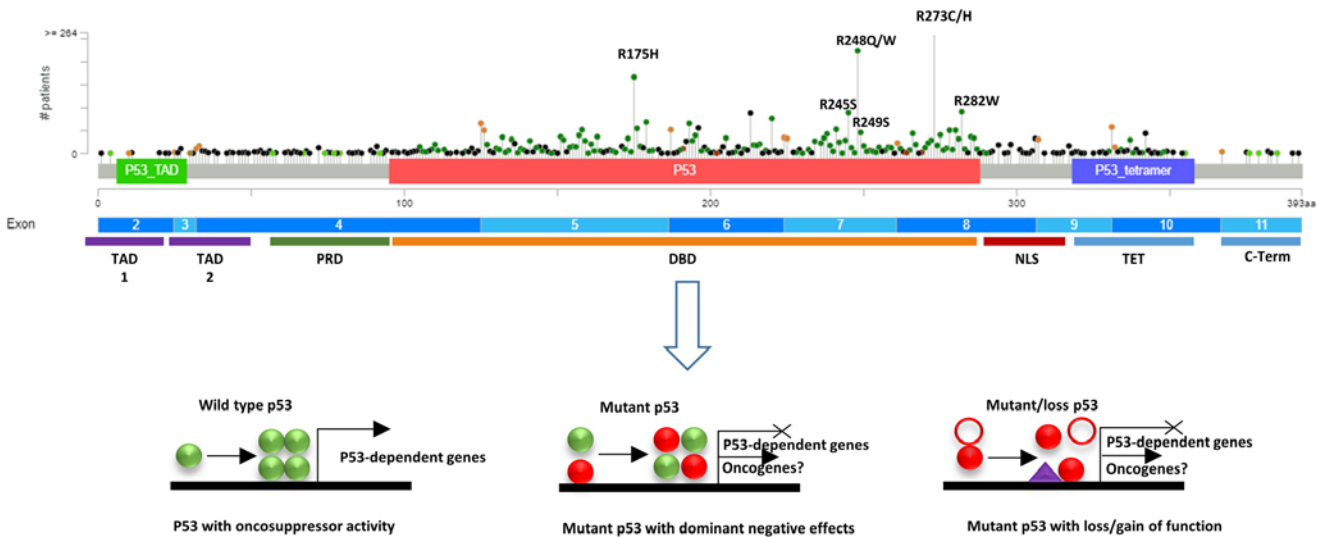 R273C/H
>= 264
R248Q/W
R175H
# patients
R245S
R282W
R249S
0
P53_TAD
P53
P53_tetramer
0
100
200
300
393aa
Exon
2
3
4
5
6
7
8
9
10
11
TAD
1
TAD
2
PRD
DBD
NLS
TET
C-Term
Wild type p53
P53-dependent genes
P53 with oncosuppressor activity
Mutant p53
P53-dependent genes
Oncogenes?
Mutant p53 with dominant negative effects
Mutant/loss p53
P53-dependent genes
Oncogenes?
Mutant p53 with loss/gain of function